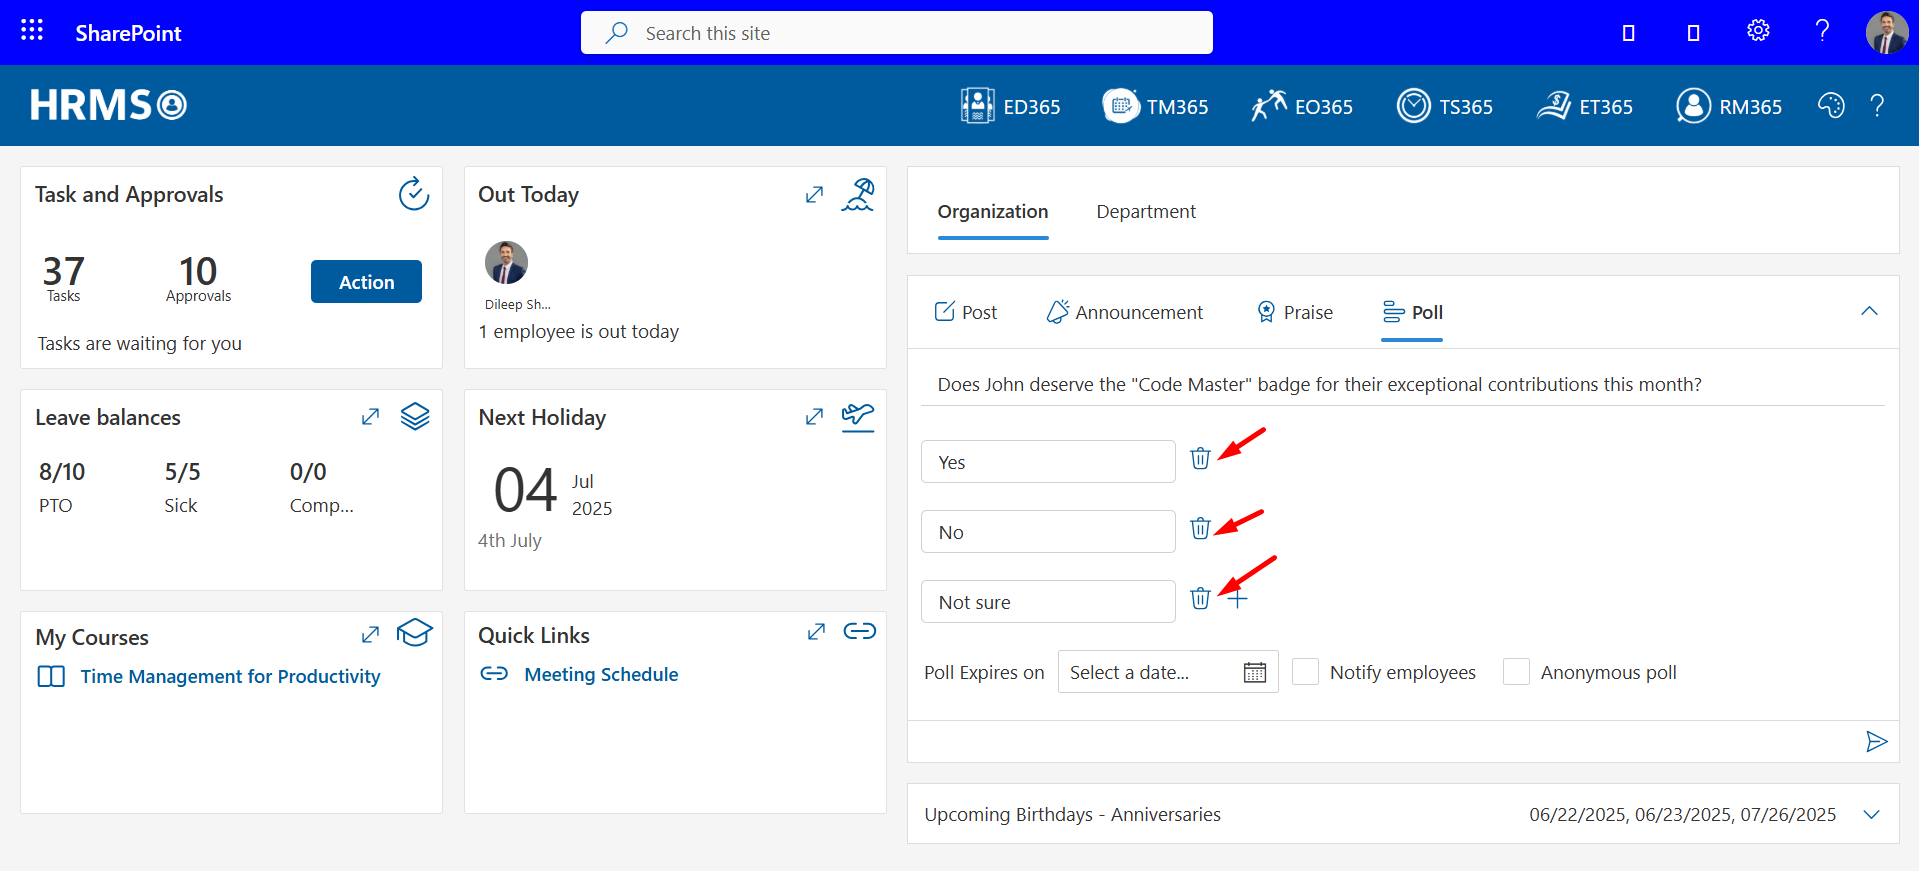 SharePoint
Search this site
HRMS
ED365
TM365
EO365
TS365
ET365
RM365
Task and Approvals
37
Tasks
10
Approvals
Action
Tasks are waiting for you
Out Today
Dileep Sh...
1 employee is out today
Leave balances
8/10
PTO
5/5
Sick
0/0
Comp...
Next Holiday
04
Jul
2025
4th July
My Courses
Time Management for Productivity
Quick Links
Meeting Schedule
Organization
Department
Post
Announcement
Praise
Poll
Does John deserve the "Code Master" badge for their exceptional contributions this month?
Yes
No
Not sure
Poll Expires on
Select a date...
Notify employees
Anonymous poll
Upcoming Birthdays - Anniversaries
06/22/2025, 06/23/2025, 07/26/2025